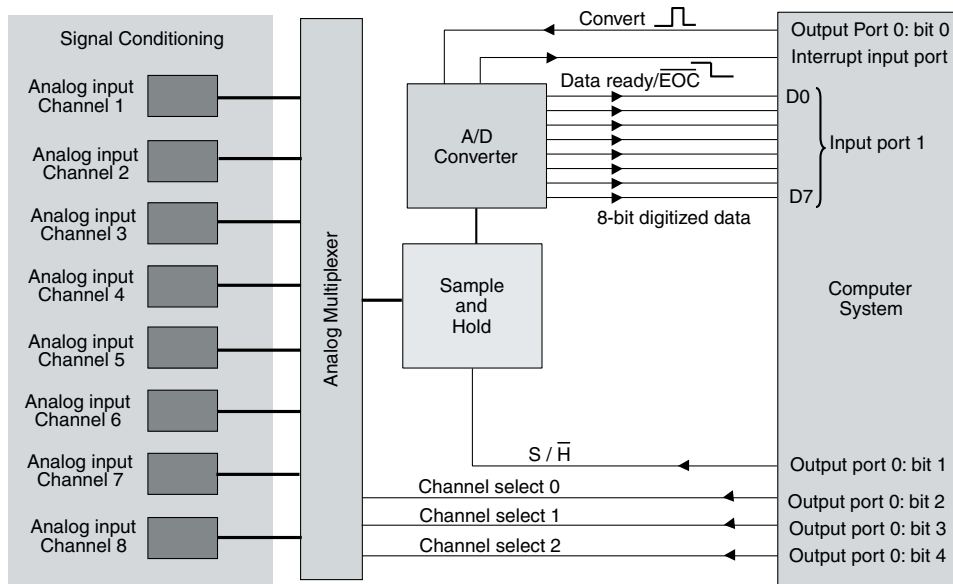 Signal Conditioning
Analog input
Channel 1
Analog input
Channel 2
Analog input
Channel 3
Analog input
Channel 4
Analog input
Channel 5
Analog input
Channel 6
Analog input
Channel 7
Analog input
Channel 8
Analog Multiplexer
Convert
Data ready/E̅O̅C̅
A/D
Converter
8-bit digitized data
Sample
and
Hold
S / H̅
Channel select 0
Channel select 1
Channel select 2
Output Port 0: bit 0
Interrupt input port
D0
Input port 1
D7
Computer
System
Output port 0: bit 1
Output port 0: bit 2
Output port 0: bit 3
Output port 0: bit 4